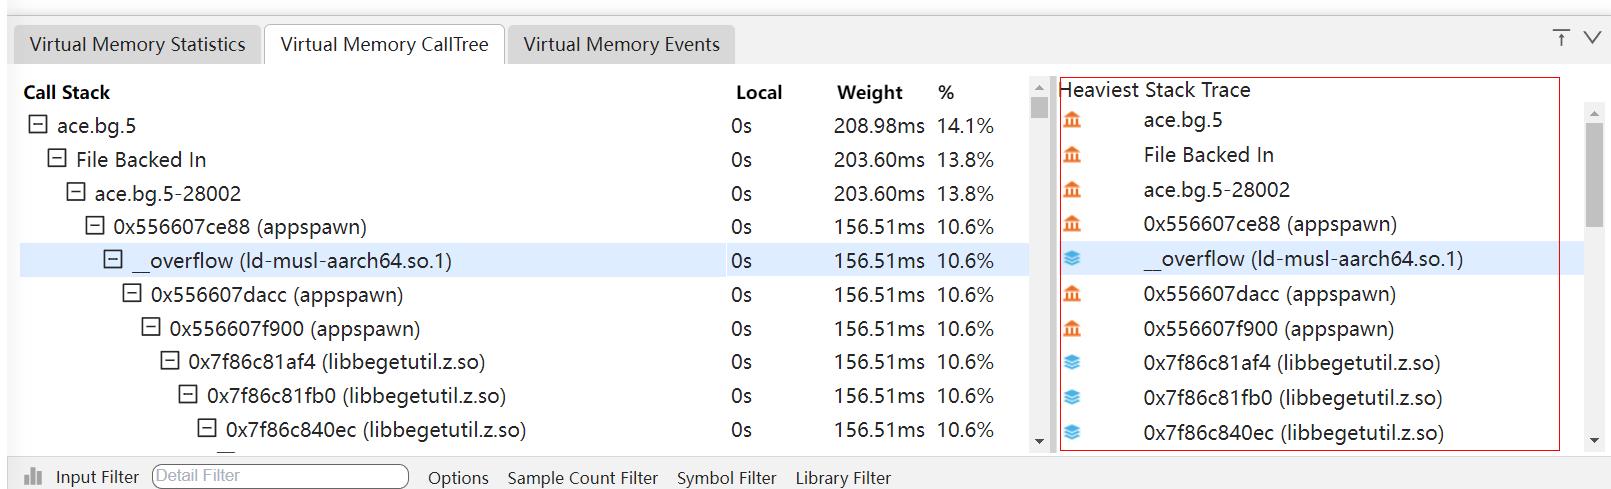 Virtual Memory Statistics Virtual Memory CallTree Virtual Memory Events
Call Stack Local Weight %
ace.bg.5 0s 208.98ms 14.1%
File Backed In 0s 203.60ms 13.8%
ace.bg.5-28002 0s 203.60ms 13.8%
0x556607ce88 (appspawn) 0s 156.51ms 10.6%
__overflow (ld-musl-aarch64.so.1) 0s 156.51ms 10.6%
0x556607dacc (appspawn) 0s 156.51ms 10.6%
0x556607f900 (appspawn) 0s 156.51ms 10.6%
0x7f86c81af4 (libbegetutil.z.so) 0s 156.51ms 10.6%
0x7f86c81fb0 (libbegetutil.z.so) 0s 156.51ms 10.6%
0x7f86c840ec (libbegetutil.z.so) 0s 156.51ms 10.6%
Heaviest Stack Trace
ace.bg.5
File Backed In
ace.bg.5-28002
0x556607ce88 (appspawn)
__overflow (ld-musl-aarch64.so.1)
0x556607dacc (appspawn)
0x556607f900 (appspawn)
0x7f86c81af4 (libbegetutil.z.so)
0x7f86c81fb0 (libbegetutil.z.so)
0x7f86c840ec (libbegetutil.z.so)
Input Filter Detail Filter Options Sample Count Filter Symbol Filter Library Filter